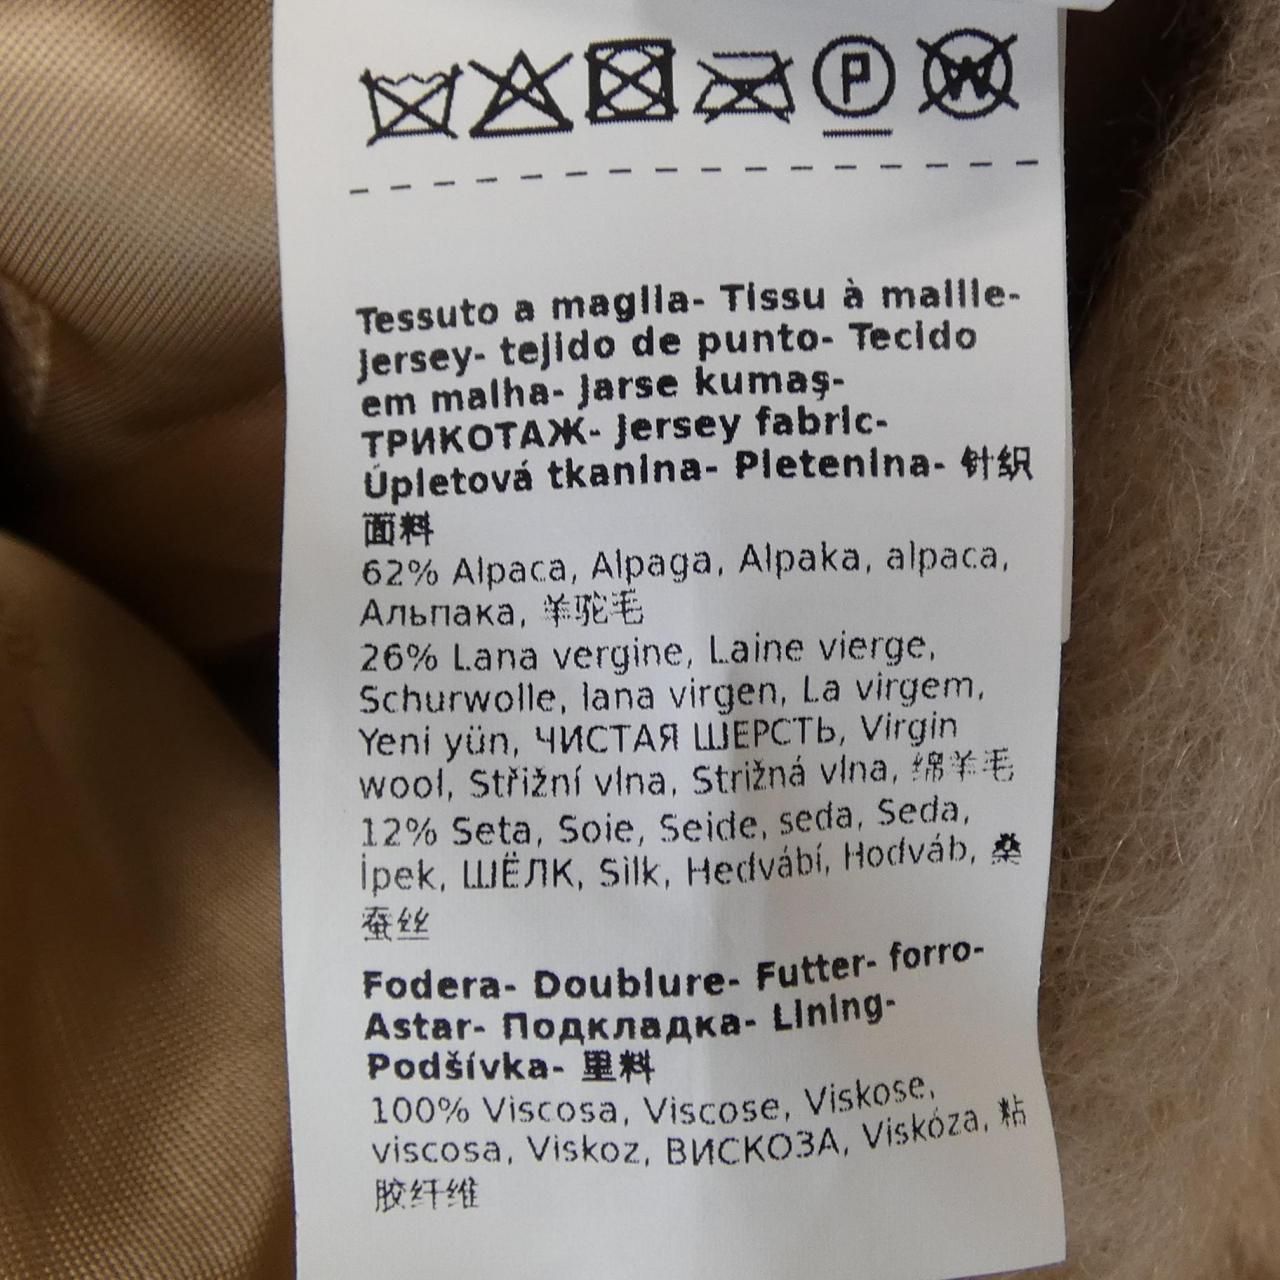 P W
Tessuto a maglia- Tissu à maille-
Jersey- tejido de punto- Tecido
em malha- Jarse kumaş-
ТРИКОТАЖ- Jersey fabric-
Úpletová tkanina- Pletenina- 针织
面料
62% Alpaca, Alpaga, Alpaka, alpaca,
Альпака, 羊驼毛
26% Lana vergine, Laine vierge,
Schurwolle, lana virgen, La virgem,
Yeni yün, ЧИСТАЯ ШЕРСТЬ, Virgin
wool, Střižní vlna, Strižná vlna, 绵羊毛
12% Seta, Soie, Seide, seda, Seda,
İpek, ШЁЛК, Silk, Hedvábí, Hodváb, 桑
蚕丝
Fodera- Doublure- Futter- forro-
Astar- Подкладка- Lining-
Podšívka- 里料
100% Viscosa, Viscose, Viskose,
viscosa, Viskoz, ВИСКОЗА, Viskóza, 粘
胶纤维